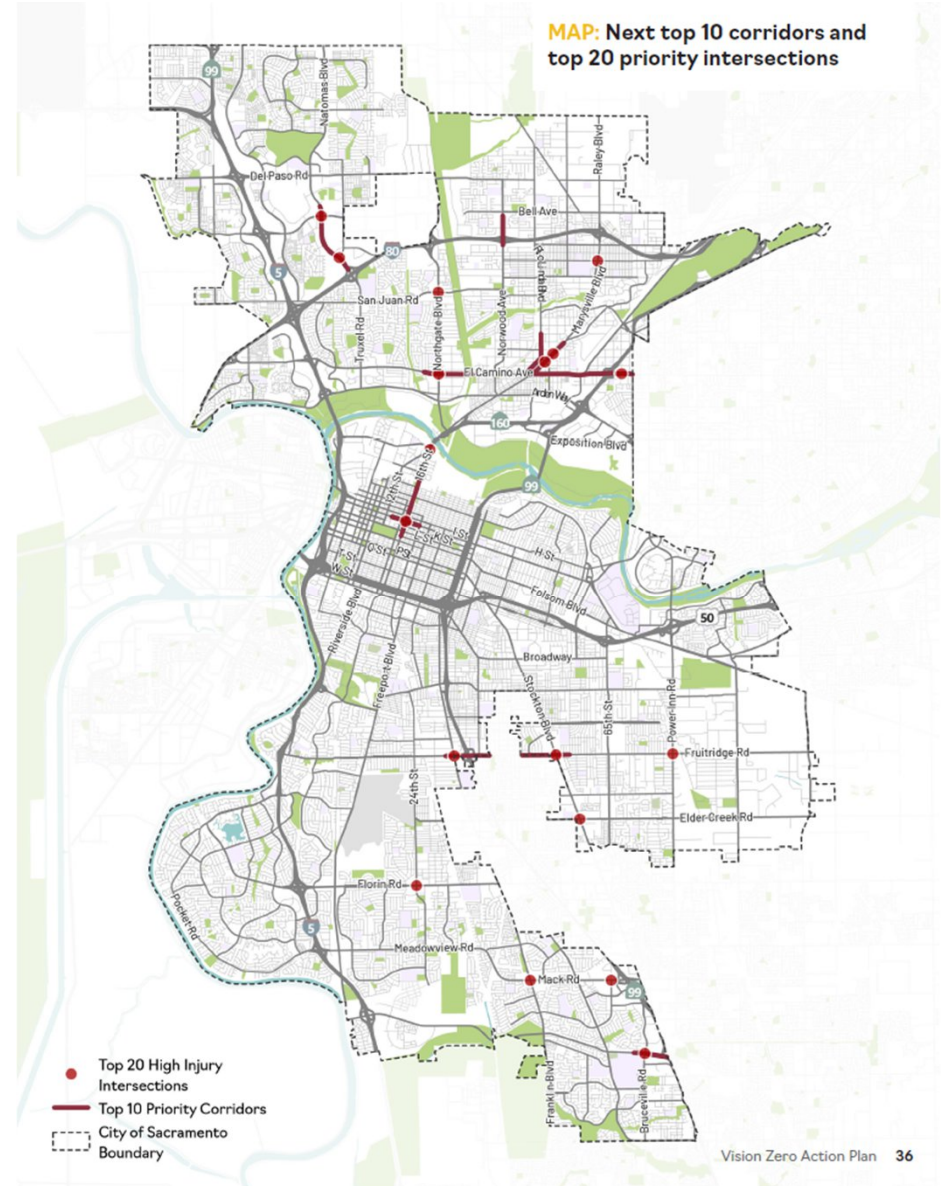 MAP: Next top 10 corridors and
top 20 priority intersections
99
Natomas Blvd
Raley Blvd
Del Paso Rd
Bell Ave
80
5
San Juan Rd
Truxel Rd
Northgate Blvd
Norwood Ave
Marysville Blvd
El Camino Ave
Arden Way
160
Exposition Blvd
16th St
12th St
99
I St
K St
L St
P St
Q St
T St
W St
H St
Folsom Blvd
50
Riverside Blvd
Freeport Blvd
Broadway
Stockton Blvd
65th St
Power Inn Rd
Fruitridge Rd
24th St
Elder Creek Rd
Florin Rd
Pocket Rd
5
Meadowview Rd
Mack Rd
99
Franklin Blvd
Bruceville Rd
Top 20 High Injury
Intersections
Top 10 Priority Corridors
City of Sacramento
Boundary
Vision Zero Action Plan 36